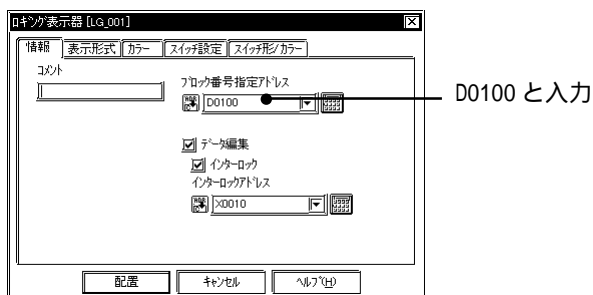 ロギング表示器 [LG_001]
情報 表示形式 カラー スイッチ設定 スイッチ形/カラー
コメント
ブロック番号指定アドレス
D0100
D0100 と入力
データ編集
インターロック
インターロックアドレス
X0010
配置 キャンセル ヘルプ(H)